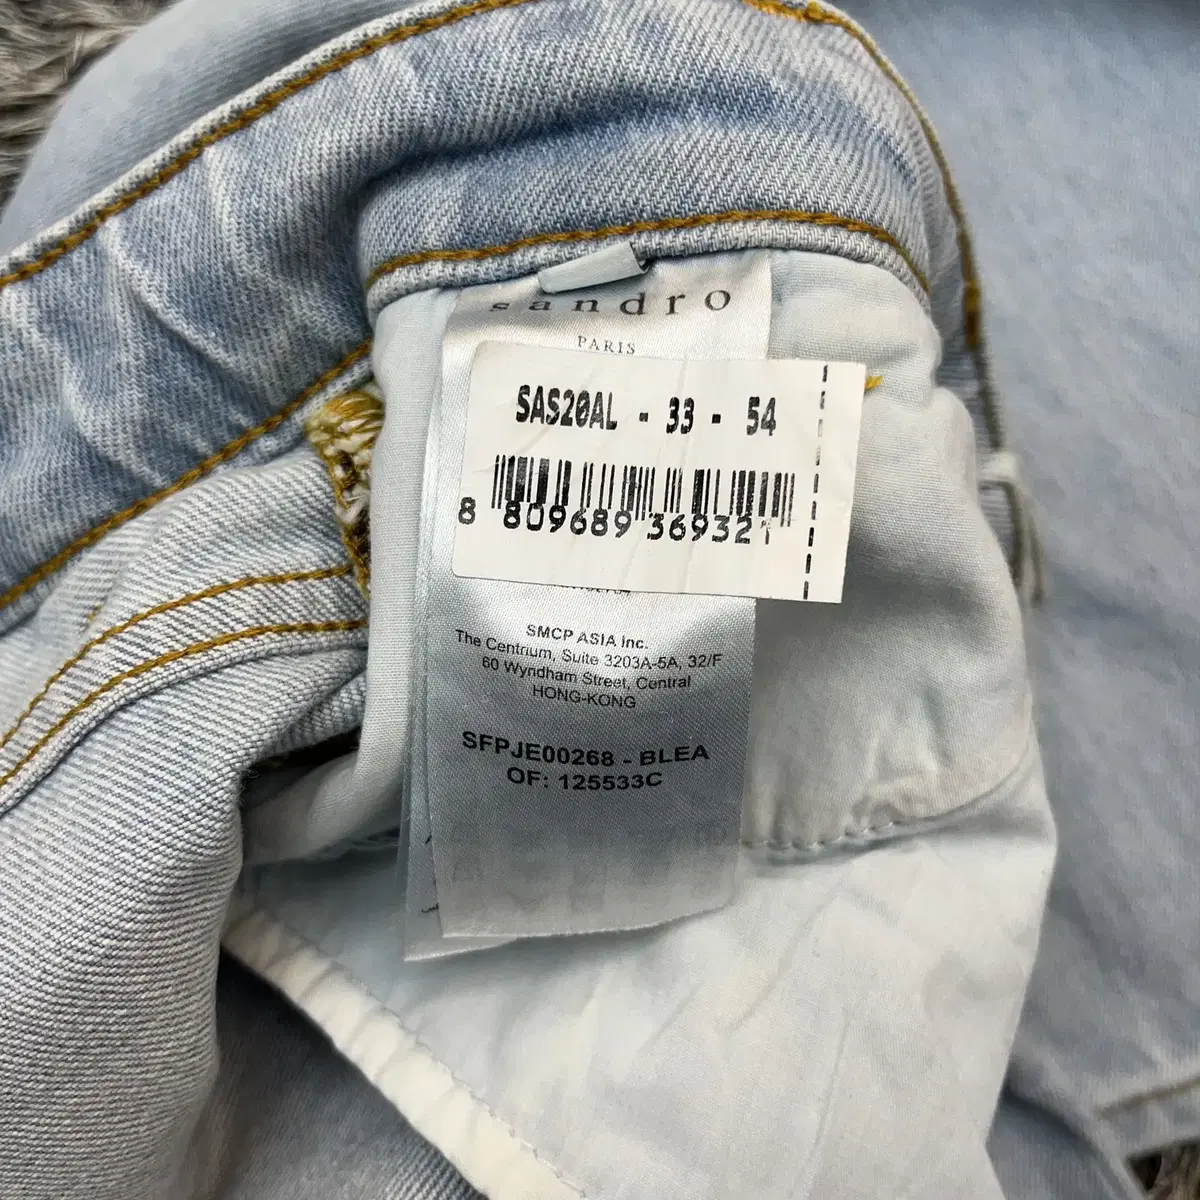 sandro
PARIS
SAS20AL - 33 - 54
8 809689 369321
SMCP ASIA Inc.
The Centrium, Suite 3203A-5A, 32/F
60 Wyndham Street, Central
HONG-KONG
SFPJE00268 - BLEA
OF: 125533C